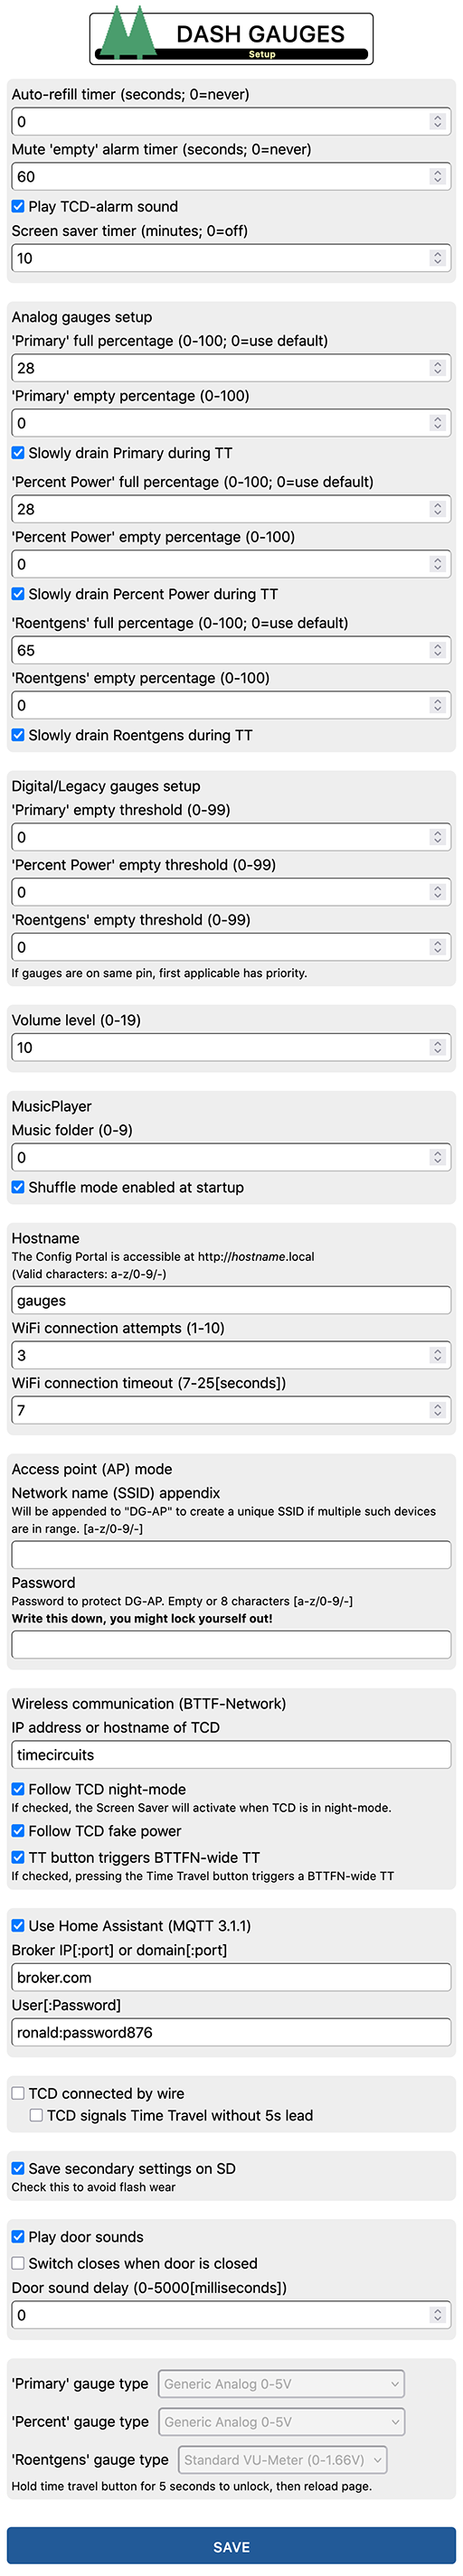 DASH GAUGES
Setup
Auto-refill timer (seconds; 0=never)
0
Mute 'empty' alarm timer (seconds; 0=never)
60
Play TCD-alarm sound
Screen saver timer (minutes; 0=off)
10
Analog gauges setup
'Primary' full percentage (0-100; 0=use default)
28
'Primary' empty percentage (0-100)
0
Slowly drain Primary during TT
'Percent Power' full percentage (0-100; 0=use default)
28
'Percent Power' empty percentage (0-100)
0
Slowly drain Percent Power during TT
'Roentgens' full percentage (0-100; 0=use default)
65
'Roentgens' empty percentage (0-100)
0
Slowly drain Roentgens during TT
Digital/Legacy gauges setup
'Primary' empty threshold (0-99)
0
'Percent Power' empty threshold (0-99)
0
'Roentgens' empty threshold (0-99)
0
If gauges are on same pin, first applicable has priority.
Volume level (0-19)
10
MusicPlayer
Music folder (0-9)
0
Shuffle mode enabled at startup
Hostname
The Config Portal is accessible at http://hostname.local
(Valid characters: a-z/0-9/-)
gauges
WiFi connection attempts (1-10)
3
WiFi connection timeout (7-25[seconds])
7
Access point (AP) mode
Network name (SSID) appendix
Will be appended to "DG-AP" to create a unique SSID if multiple such devices
are in range. [a-z/0-9/-]
Password
Password to protect DG-AP. Empty or 8 characters [a-z/0-9/-]
Write this down, you might lock yourself out!
Wireless communication (BTTF-Network)
IP address or hostname of TCD
timecircuits
Follow TCD night-mode
If checked, the Screen Saver will activate when TCD is in night-mode.
Follow TCD fake power
TT button triggers BTTFN-wide TT
If checked, pressing the Time Travel button triggers a BTTFN-wide TT
Use Home Assistant (MQTT 3.1.1)
Broker IP[:port] or domain[:port]
broker.com
User[:Password]
ronald:password876
TCD connected by wire
TCD signals Time Travel without 5s lead
Save secondary settings on SD
Check this to avoid flash wear
Play door sounds
Switch closes when door is closed
Door sound delay (0-5000[milliseconds])
0
'Primary' gauge type Generic Analog 0-5V
'Percent' gauge type Generic Analog 0-5V
'Roentgens' gauge type Standard VU-Meter (0-1.66V)
Hold time travel button for 5 seconds to unlock, then reload page.
SAVE